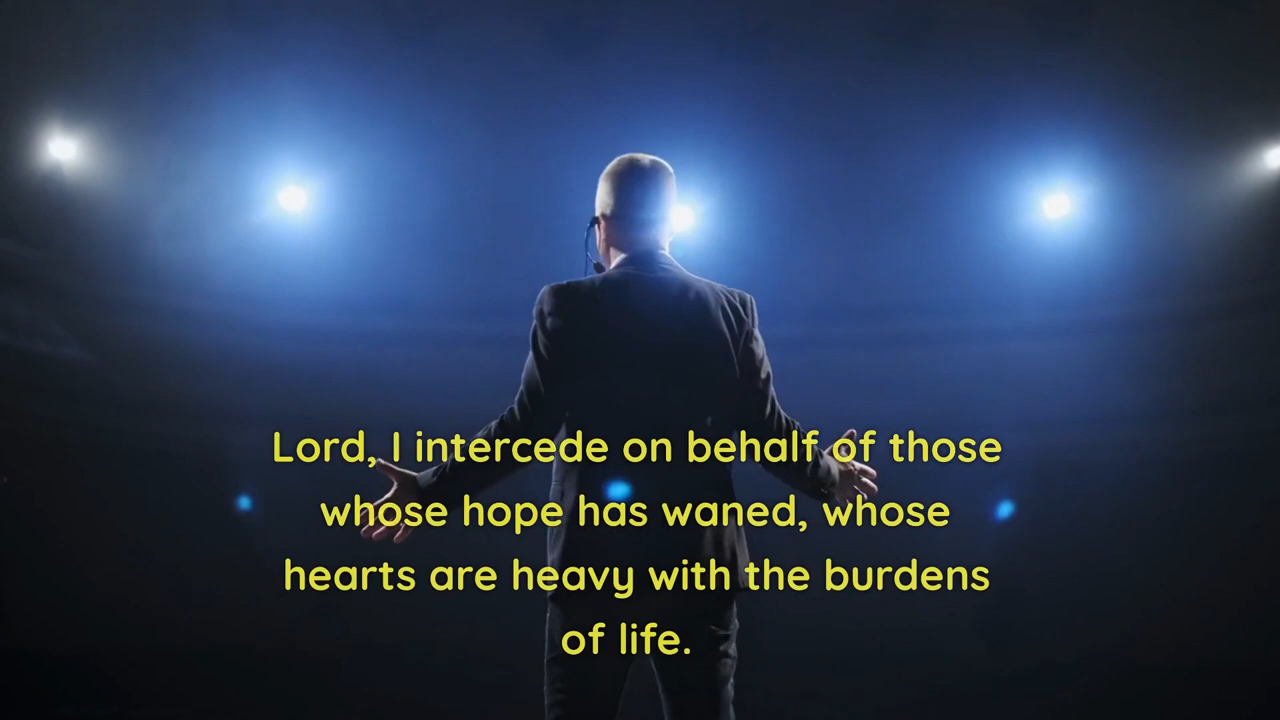 Lord, I intercede on behalf of those
whose hope has waned, whose
hearts are heavy with the burdens
of life.